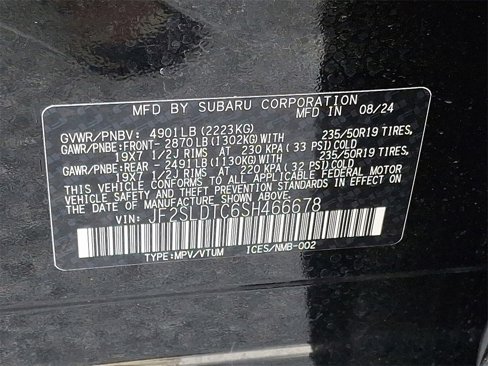 MFD BY SUBARU CORPORATION
MFD IN 08/24
GVWR/PNBV: 4901LB(2223KG)
GAWR/PNBE:FRONT- 2870LB(1302KG)WITH 235/50R19 TIRES,
19X7 1/2J RIMS AT 230 KPA( 33 PSI)COLD
GAWR/PNBE:REAR - 2491LB(1130KG)WITH 235/50R19 TIRES,
19X7 1/2J RIMS AT 220 KPA( 32 PSI)COLD
THIS VEHICLE CONFORMS TO ALL APPLICABLE FEDERAL MOTOR
VEHICLE SAFETY STANDARDS IN EFFECT ON
THE DATE OF MANUFACTURE SHOWN ABOVE.
VIN: JF2SLDTC6SH466678
TYPE:MPV/VTUM ICES/NMB-002